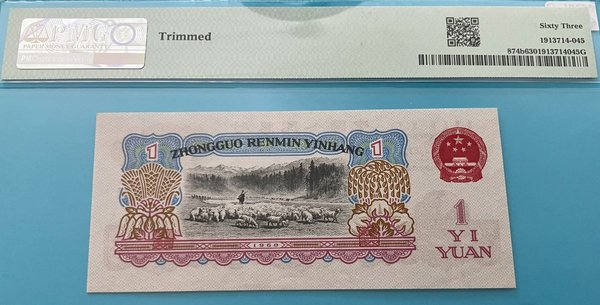 PMG
PAPER MONEY GUARANTY
Trimmed
Sixty Three
1913714-045
874b6301913714045G
ZHONGGUO RENMIN YINHANG
1
1
1960
1
YI
YUAN